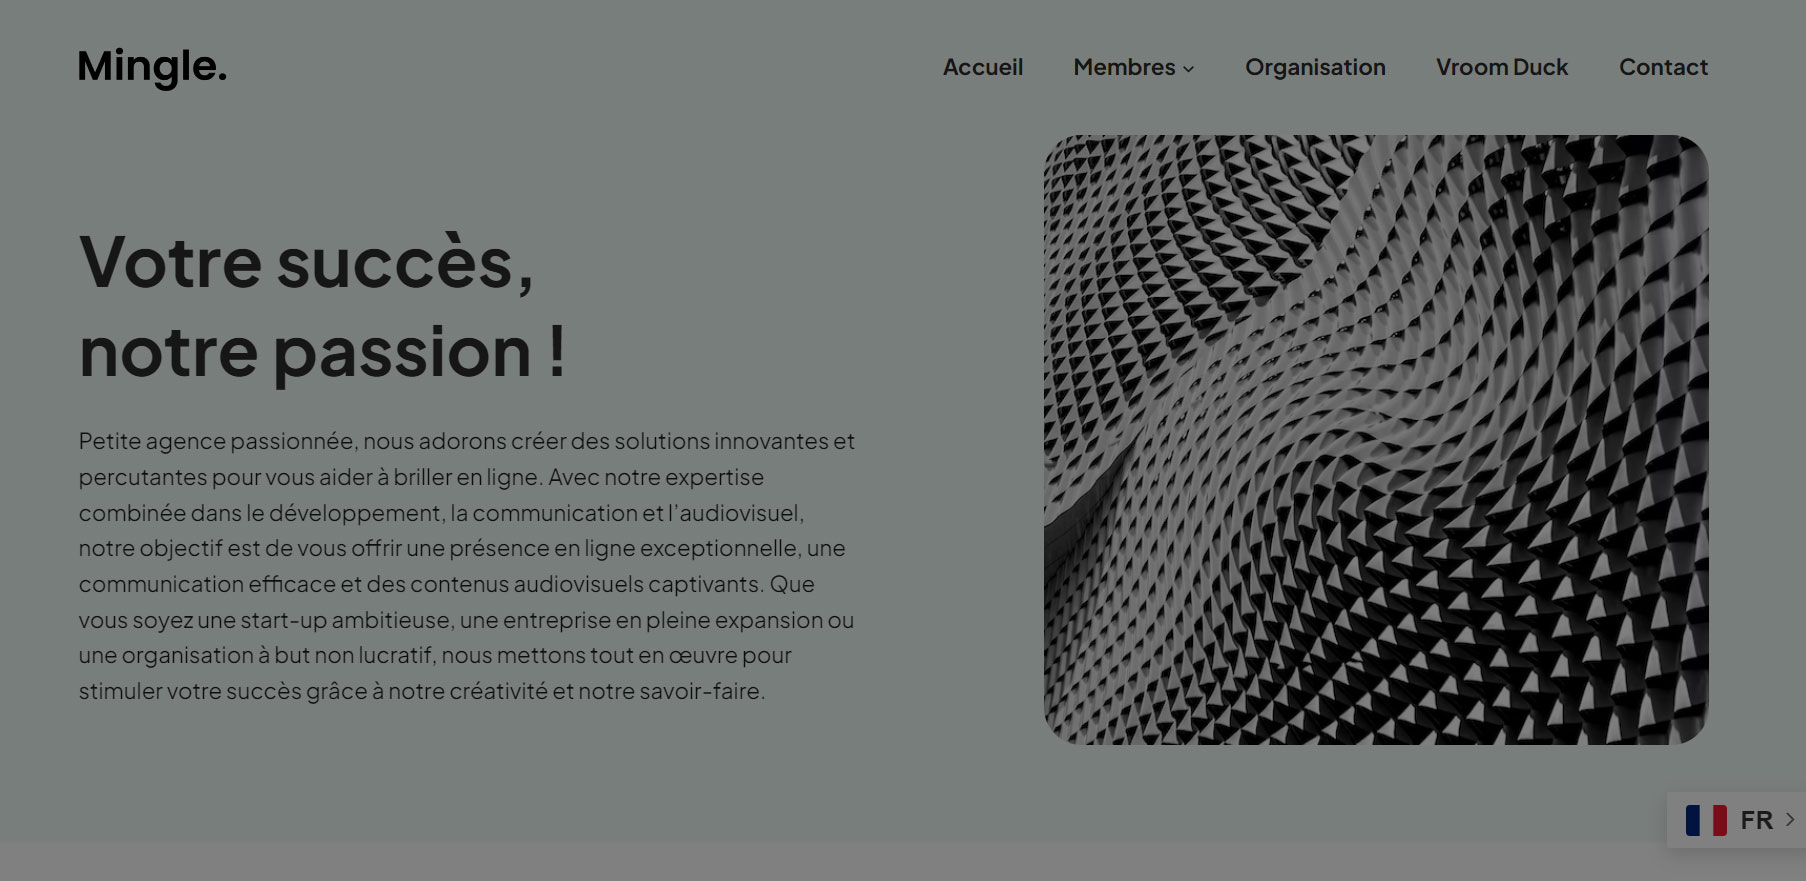 Mingle.
Accueil Membres Organisation Vroom Duck Contact
Votre succès,
notre passion !
Petite agence passionnée, nous adorons créer des solutions innovantes et
percutantes pour vous aider à briller en ligne. Avec notre expertise
combinée dans le développement, la communication et l’audiovisuel,
notre objectif est de vous offrir une présence en ligne exceptionnelle, une
communication efficace et des contenus audiovisuels captivants. Que
vous soyez une start-up ambitieuse, une entreprise en pleine expansion ou
une organisation à but non lucratif, nous mettons tout en œuvre pour
stimuler votre succès grâce à notre créativité et notre savoir-faire.
FR